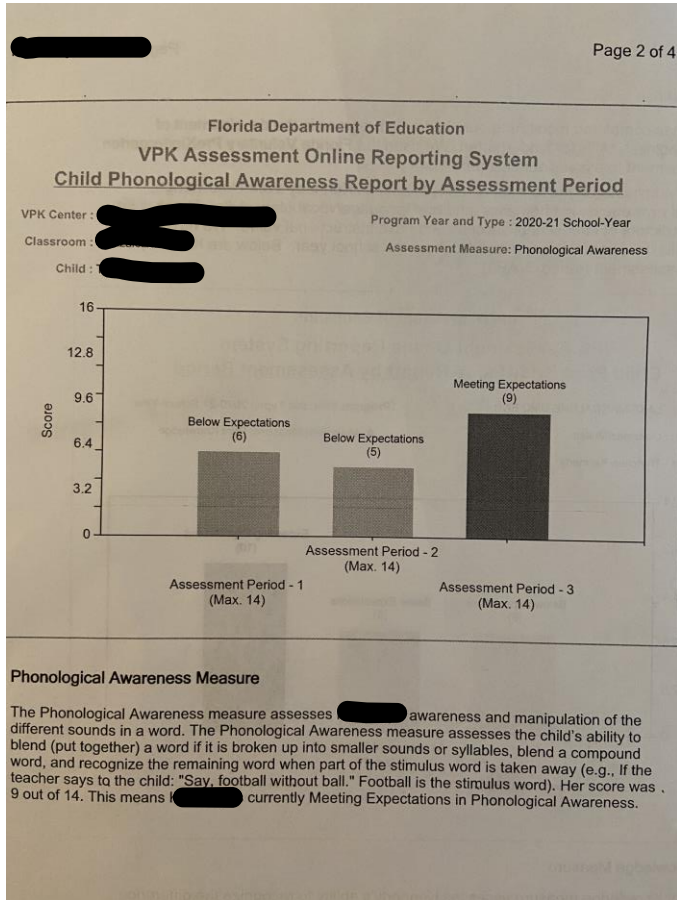 Page 2 of 4
Florida Department of Education
VPK Assessment Online Reporting System
Child Phonological Awareness Report by Assessment Period
VPK Center :
Program Year and Type : 2020-21 School-Year
Classroom :
Assessment Measure: Phonological Awareness
Child :
16
12.8
9.6
6.4
3.2
0
Score
Below Expectations
(6)
Below Expectations
(5)
Meeting Expectations
(9)
Assessment Period - 1
(Max. 14)
Assessment Period - 2
(Max. 14)
Assessment Period - 3
(Max. 14)
Phonological Awareness Measure
The Phonological Awareness measure assesses awareness and manipulation of the
different sounds in a word. The Phonological Awareness measure assesses the child's ability to
blend (put together) a word if it is broken up into smaller sounds or syllables, blend a compound
word, and recognize the remaining word when part of the stimulus word is taken away (e.g., If the
teacher says to the child: "Say, football without ball." Football is the stimulus word). Her score was
9 out of 14. This means currently Meeting Expectations in Phonological Awareness.